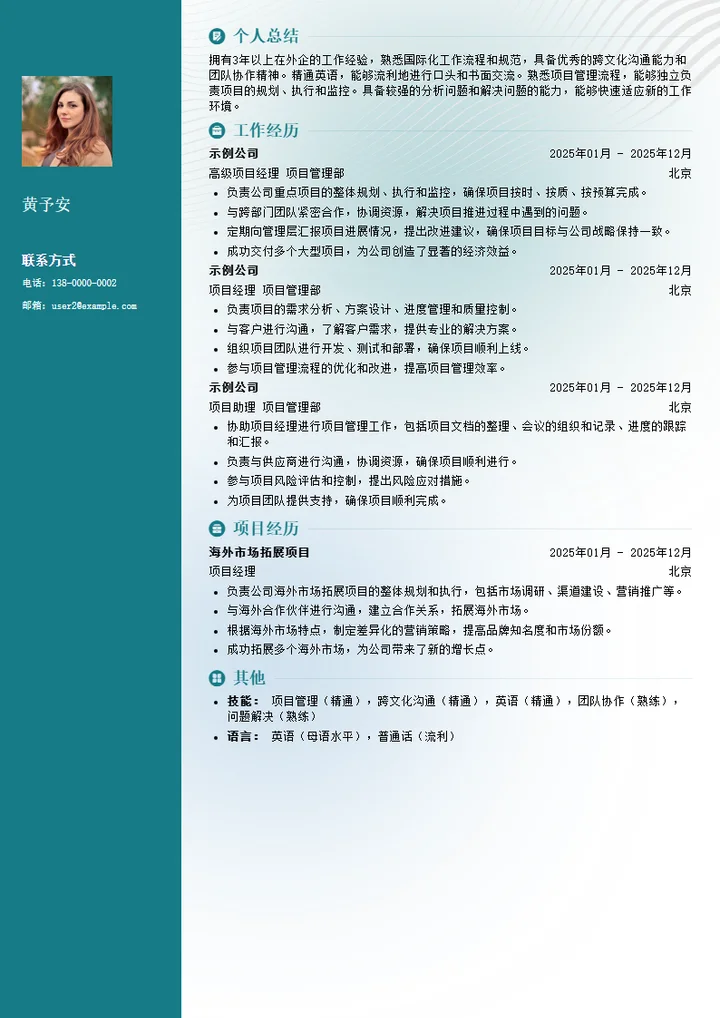 黄予安
联系方式
电话：138-0000-0002
邮箱：user2@example.com
个人总结
拥有3年以上在外企的工作经验，熟悉国际化工作流程和规范，具备优秀的跨文化沟通能力和
团队协作精神。精通英语，能够流利地进行口头和书面交流。熟悉项目管理流程，能够独立负
责项目的规划、执行和监控。具备较强的分析问题和解决问题的能力，能够快速适应新的工作
环境。
工作经历
示例公司 2025年01月 - 2025年12月
高级项目经理 项目管理部 北京
• 负责公司重点项目的整体规划、执行和监控，确保项目按时、按质、按预算完成。
• 与跨部门团队紧密合作，协调资源，解决项目推进过程中遇到的问题。
• 定期向管理层汇报项目进展情况，提出改进建议，确保项目目标与公司战略保持一致。
• 成功交付多个大型项目，为公司创造了显著的经济效益。
示例公司 2025年01月 - 2025年12月
项目经理 项目管理部 北京
• 负责项目的需求分析、方案设计、进度管理和质量控制。
• 与客户进行沟通，了解客户需求，提供专业的解决方案。
• 组织项目团队进行开发、测试和部署，确保项目顺利上线。
• 参与项目管理流程的优化和改进，提高项目管理效率。
示例公司 2025年01月 - 2025年12月
项目助理 项目管理部 北京
• 协助项目经理进行项目管理工作，包括项目文档的整理、会议的组织和记录、进度的跟踪
和汇报。
• 负责与供应商进行沟通，协调资源，确保项目顺利进行。
• 参与项目风险评估和控制，提出风险应对措施。
• 为项目团队提供支持，确保项目顺利完成。
项目经历
海外市场拓展项目 2025年01月 - 2025年12月
项目经理 北京
• 负责公司海外市场拓展项目的整体规划和执行，包括市场调研、渠道建设、营销推广等。
• 与海外合作伙伴进行沟通，建立合作关系，拓展海外市场。
• 根据海外市场特点，制定差异化的营销策略，提高品牌知名度和市场份额。
• 成功拓展多个海外市场，为公司带来了新的增长点。
其他
• 技能： 项目管理（精通），跨文化沟通（精通），英语（精通），团队协作（熟练），
问题解决（熟练）
• 语言： 英语（母语水平），普通话（流利）